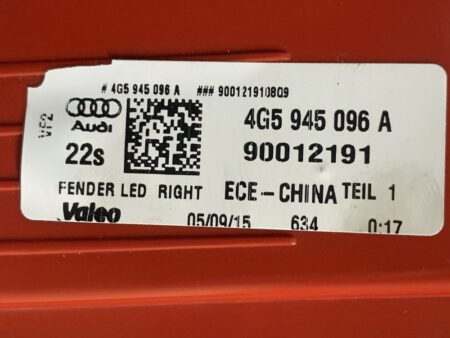 # 4G5 945 096 A ### 900121910809
VF2
Audi
4G5 945 096 A
22s
90012191
FENDER LED RIGHT ECE-CHINA TEIL 1
Valeo 05/09/15 634 0:17